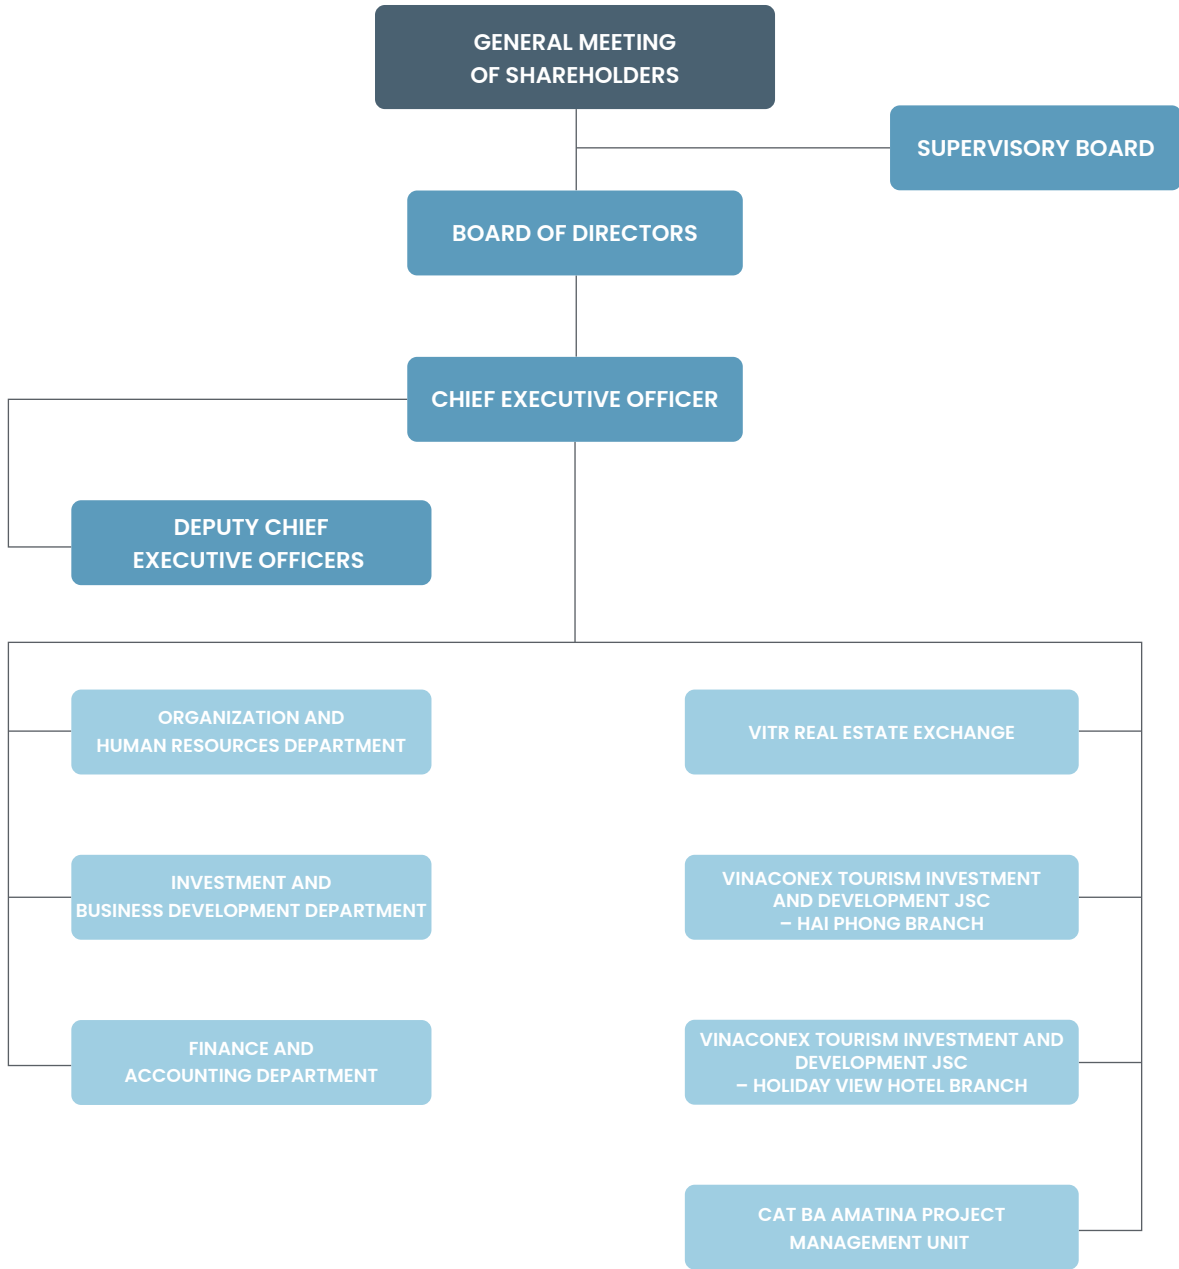 GENERAL MEETING
OF SHAREHOLDERS
SUPERVISORY BOARD
BOARD OF DIRECTORS
CHIEF EXECUTIVE OFFICER
DEPUTY CHIEF
EXECUTIVE OFFICERS
ORGANIZATION AND
HUMAN RESOURCES DEPARTMENT
INVESTMENT AND
BUSINESS DEVELOPMENT DEPARTMENT
FINANCE AND
ACCOUNTING DEPARTMENT
VITR REAL ESTATE EXCHANGE
VINACONEX TOURISM INVESTMENT
AND DEVELOPMENT JSC
– HAI PHONG BRANCH
VINACONEX TOURISM INVESTMENT AND
DEVELOPMENT JSC
– HOLIDAY VIEW HOTEL BRANCH
CAT BA AMATINA PROJECT
MANAGEMENT UNIT